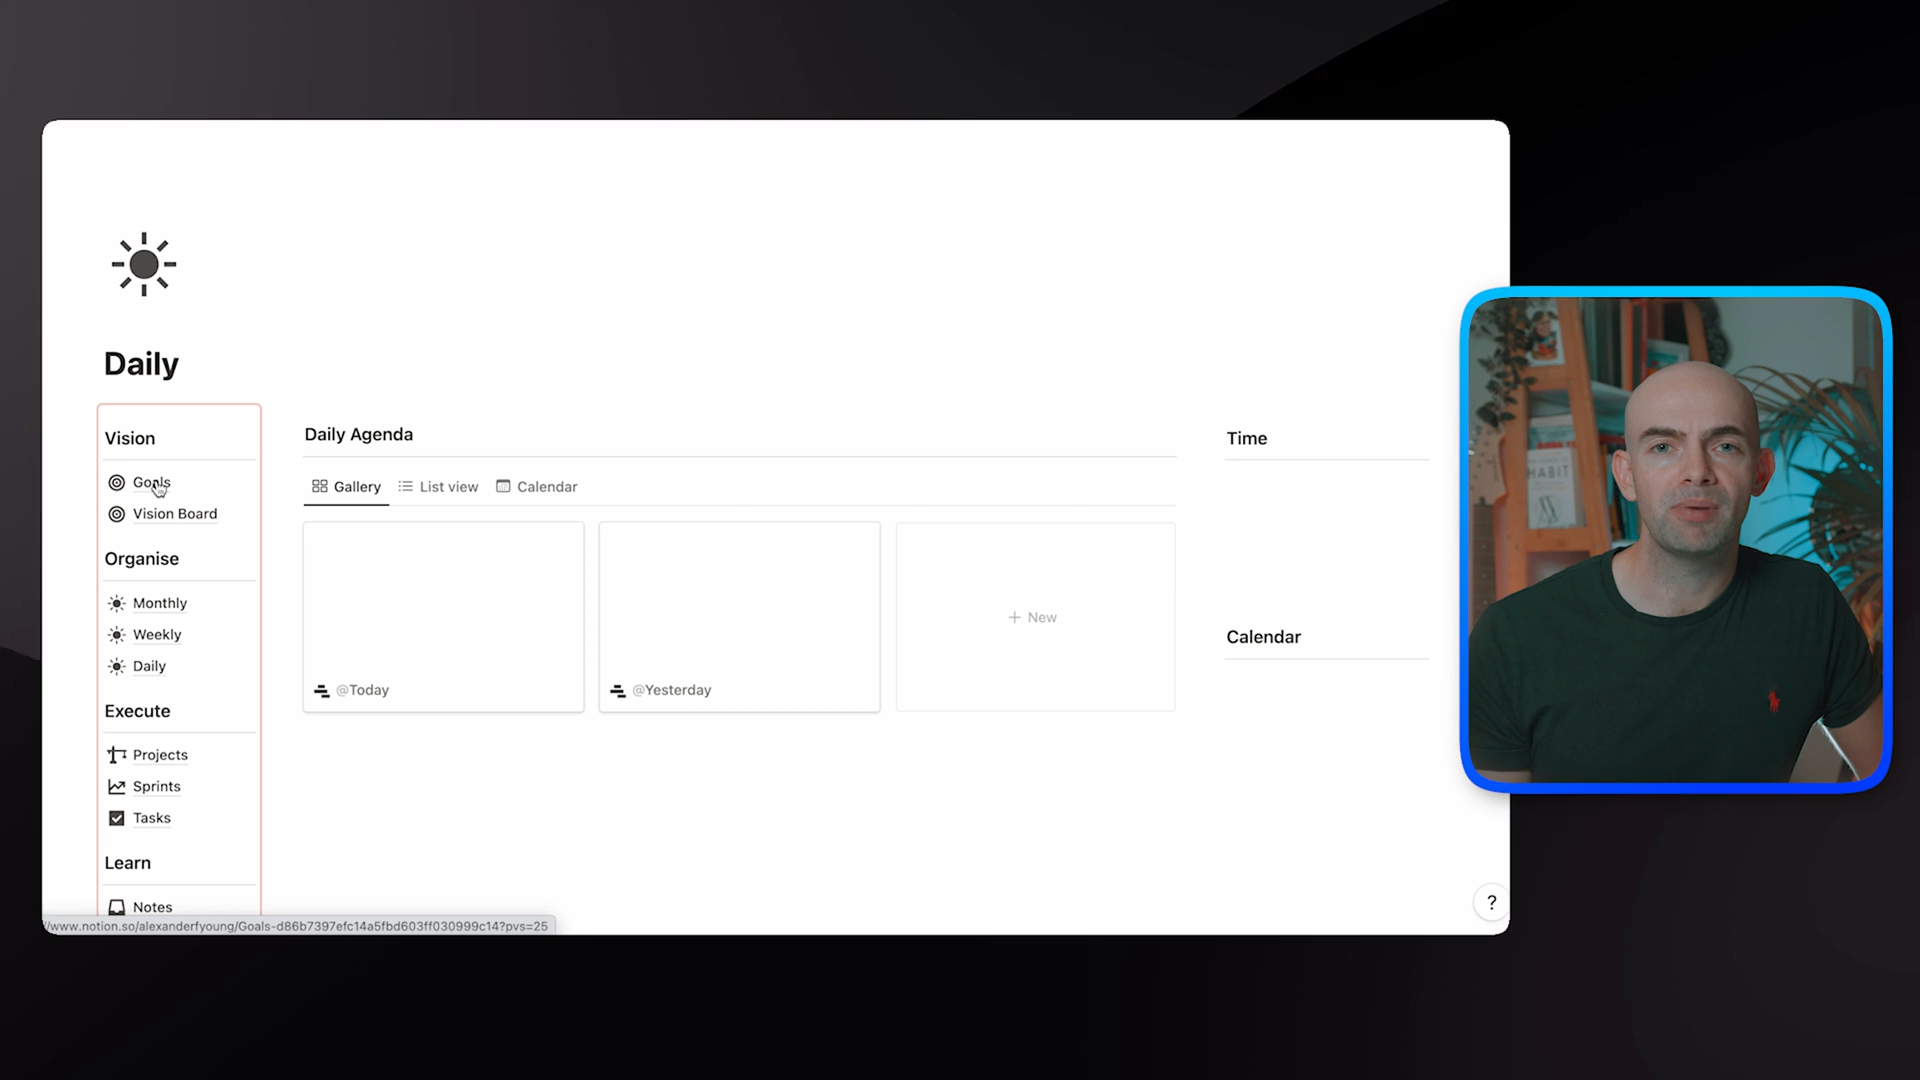 Daily
Vision
Goals
Vision Board
Organise
Monthly
Weekly
Daily
Execute
Projects
Sprints
Tasks
Learn
Notes
Daily Agenda
Gallery
List view
Calendar
@Today
@Yesterday
+ New
Time
Calendar
?
/www.notion.so/alexanderfyoung/Goals-d86b7397efc14a5fbd603ff030999c14?pvs=25
HABIT